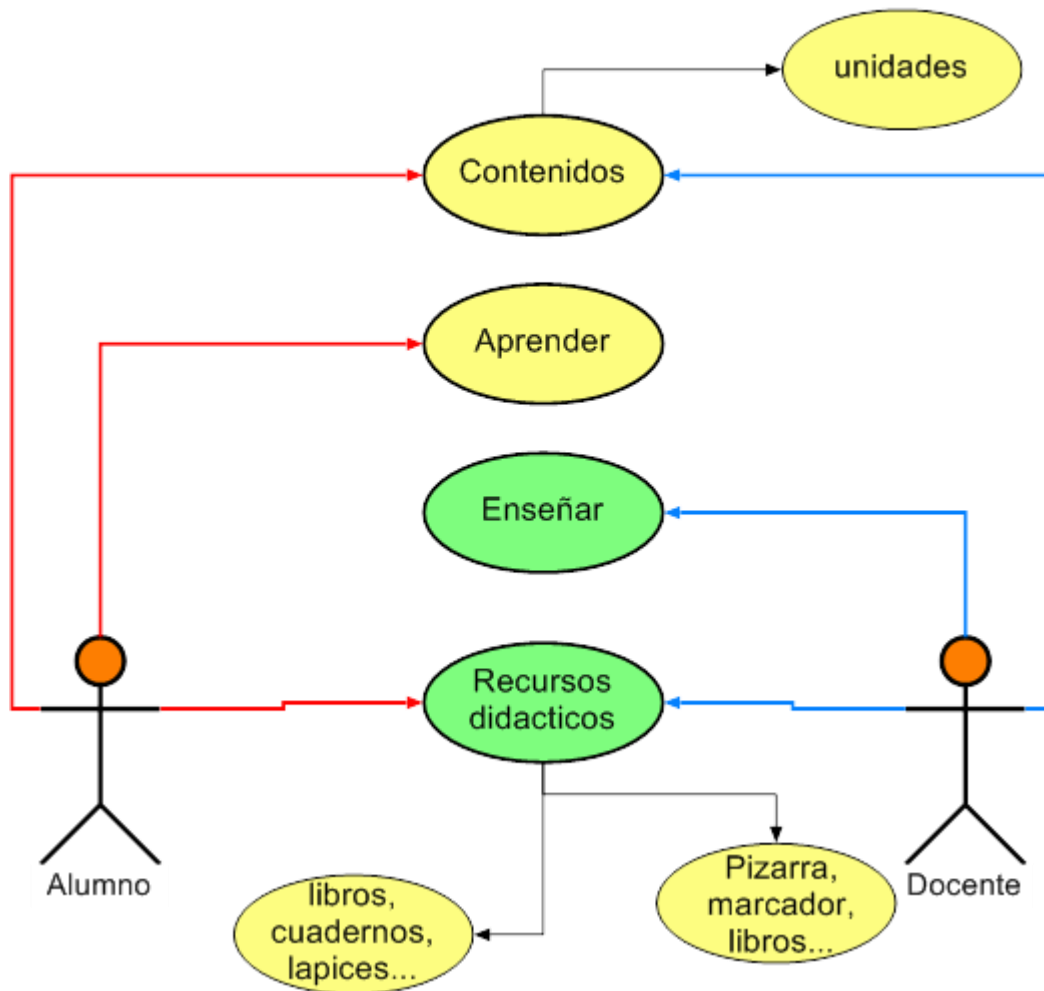 unidades
Contenidos
Aprender
Enseñar
Recursos
didacticos
Alumno
Docente
libros,
cuadernos,
lapices...
Pizarra,
marcador,
libros...